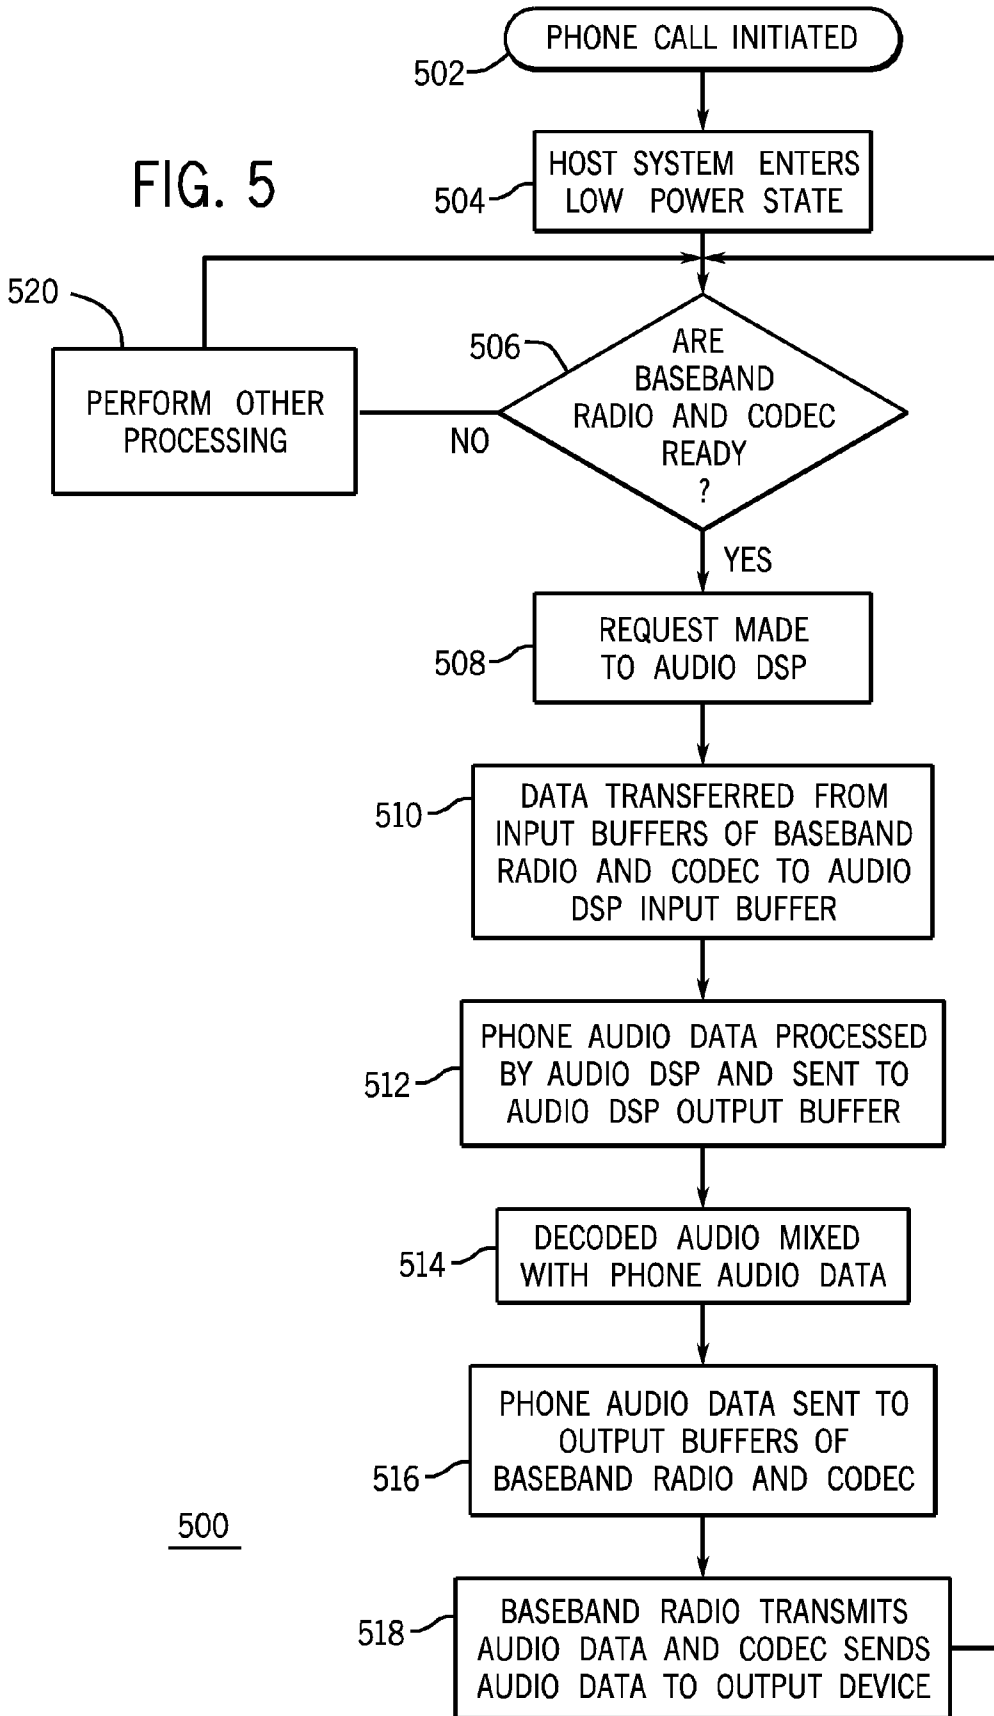 PHONE CALL INITIATED
502
FIG. 5
HOST SYSTEM ENTERS
LOW POWER STATE
504
520
PERFORM OTHER
PROCESSING
506
ARE
BASEBAND
RADIO AND CODEC
READY
?
NO
YES
REQUEST MADE
TO AUDIO DSP
508
DATA TRANSFERRED FROM
INPUT BUFFERS OF BASEBAND
RADIO AND CODEC TO AUDIO
DSP INPUT BUFFER
510
PHONE AUDIO DATA PROCESSED
BY AUDIO DSP AND SENT TO
AUDIO DSP OUTPUT BUFFER
512
DECODED AUDIO MIXED
WITH PHONE AUDIO DATA
514
PHONE AUDIO DATA SENT TO
OUTPUT BUFFERS OF
BASEBAND RADIO AND CODEC
516
500
BASEBAND RADIO TRANSMITS
AUDIO DATA AND CODEC SENDS
AUDIO DATA TO OUTPUT DEVICE
518